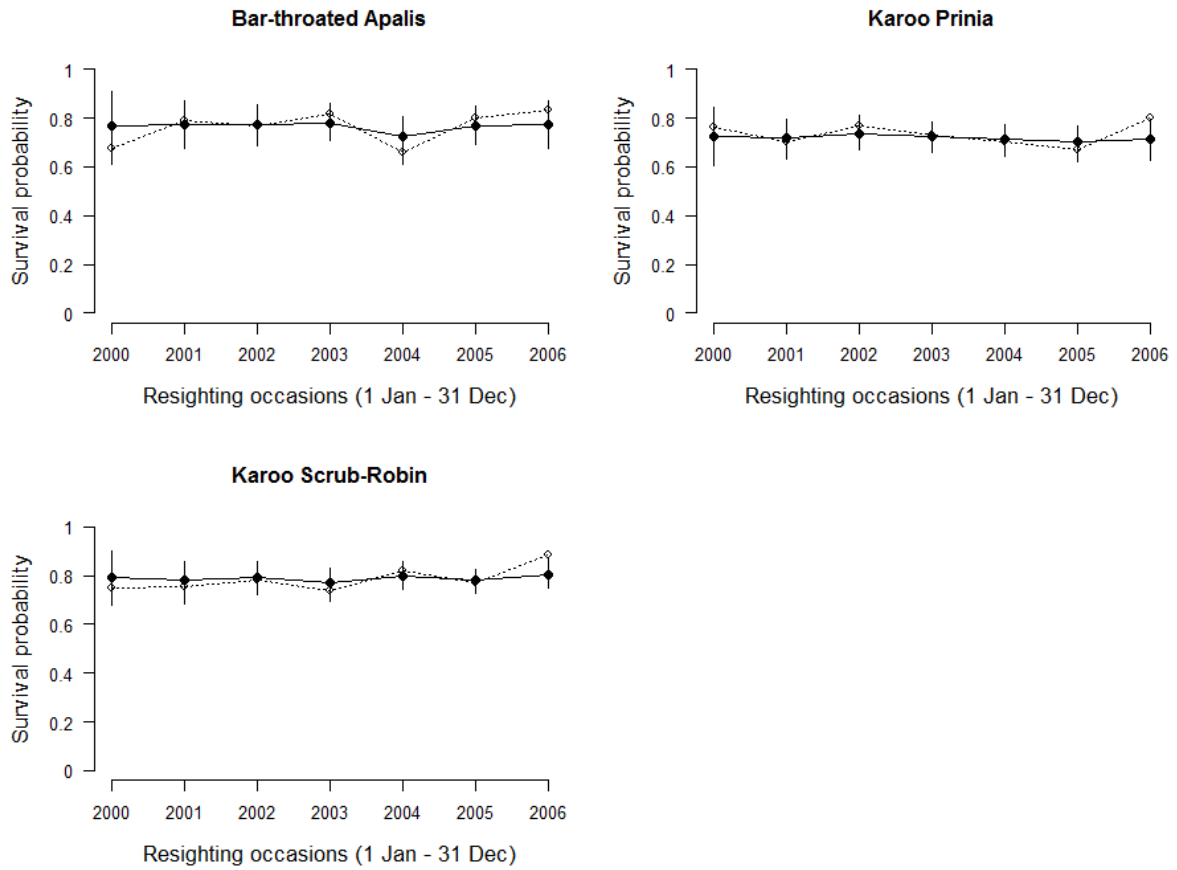 Bar-throated Apalis
Survival probability
1
0.8
0.6
0.4
0.2
0
2000 2001 2002 2003 2004 2005 2006
Resighting occasions (1 Jan - 31 Dec)
Karoo Prinia
Survival probability
1
0.8
0.6
0.4
0.2
0
2000 2001 2002 2003 2004 2005 2006
Resighting occasions (1 Jan - 31 Dec)
Karoo Scrub-Robin
Survival probability
1
0.8
0.6
0.4
0.2
0
2000 2001 2002 2003 2004 2005 2006
Resighting occasions (1 Jan - 31 Dec)